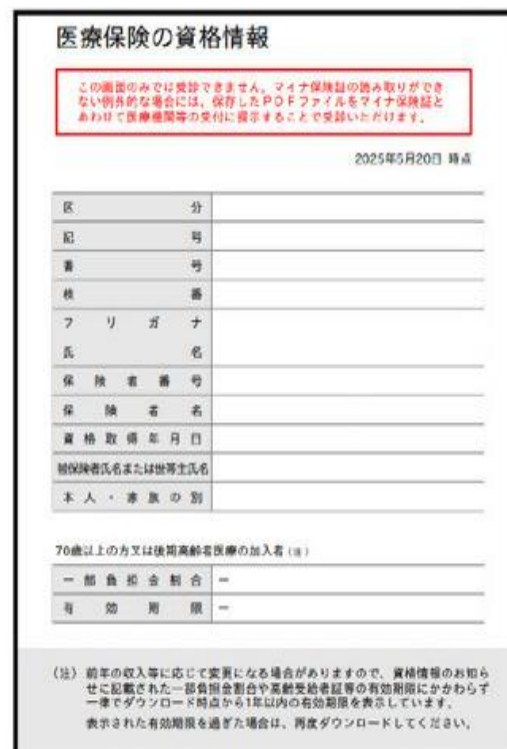 医療保険の資格情報
この画面のみでは受診できません。マイナ保険証の読み取りができ
ない例外的な場合には、保存したPDFファイルをマイナ保険証と
あわせて医療機関等の受付に提示することで受診いただけます。
2025年5月20日 時点
区分
記号
番号
枝番
フリガナ
氏名
保険者番号
保険者名
資格取得年月日
被保険者氏名または世帯主氏名
本人・家族の別
70歳以上の方又は後期高齢者医療の加入者(注)
一部負担金割合 ー
有効期限 ー
(注) 前年の収入等に応じて変更になる場合がありますので、資格情報のお知ら
せに記載された一部負担金割合や高齢受給者証等の有効期限にかかわらず
一律でダウンロード時点から1年以内の有効期限を表示しています。
表示された有効期限を過ぎた場合は、再度ダウンロードしてください。